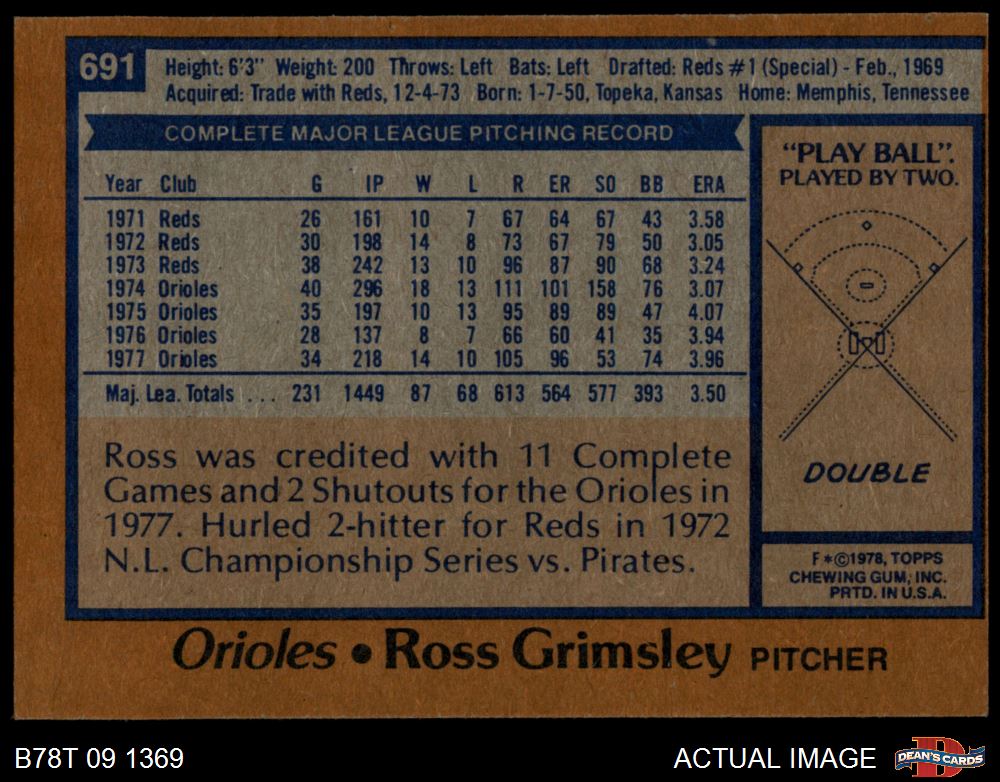 691
Height: 6'3" Weight: 200 Throws: Left Bats: Left Drafted: Reds #1 (Special) - Feb., 1969
Acquired: Trade with Reds, 12-4-73 Born: 1-7-50, Topeka, Kansas Home: Memphis, Tennessee
COMPLETE MAJOR LEAGUE PITCHING RECORD
Year Club G IP W L R ER SO BB ERA
1971 Reds 26 161 10 7 67 64 67 43 3.58
1972 Reds 30 198 14 8 73 67 79 50 3.05
1973 Reds 38 242 13 10 96 87 90 68 3.24
1974 Orioles 40 296 18 13 111 101 158 76 3.07
1975 Orioles 35 197 10 13 95 89 89 47 4.07
1976 Orioles 28 137 8 7 66 60 41 35 3.94
1977 Orioles 34 218 14 10 105 96 53 74 3.96
Maj. Lea. Totals . . . 231 1449 87 68 613 564 577 393 3.50
Ross was credited with 11 Complete
Games and 2 Shutouts for the Orioles in
1977. Hurled 2-hitter for Reds in 1972
N.L. Championship Series vs. Pirates.
"PLAY BALL".
PLAYED BY TWO.
DOUBLE
F*©1978, TOPPS
CHEWING GUM, INC.
PRTD. IN U.S.A.
Orioles • Ross Grimsley PITCHER
B78T 09 1369
ACTUAL IMAGE
D
DEAN'S CARDS